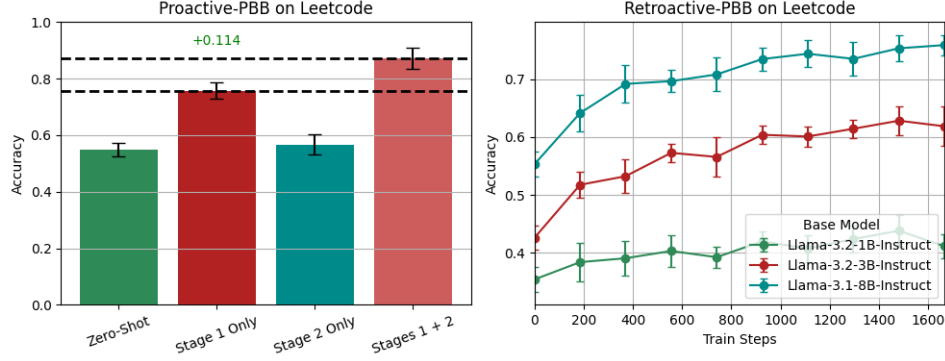 Proactive-PBB on Leetcode
1.0
0.8
0.6
0.4
0.2
0.0
Accuracy
+0.114
Zero-Shot
Stage 1 Only
Stage 2 Only
Stages 1 + 2
Retroactive-PBB on Leetcode
0.7
0.6
0.5
0.4
Accuracy
0
200
400
600
800
1000
1200
1400
1600
Train Steps
Base Model
Llama-3.2-1B-Instruct
Llama-3.2-3B-Instruct
Llama-3.1-8B-Instruct